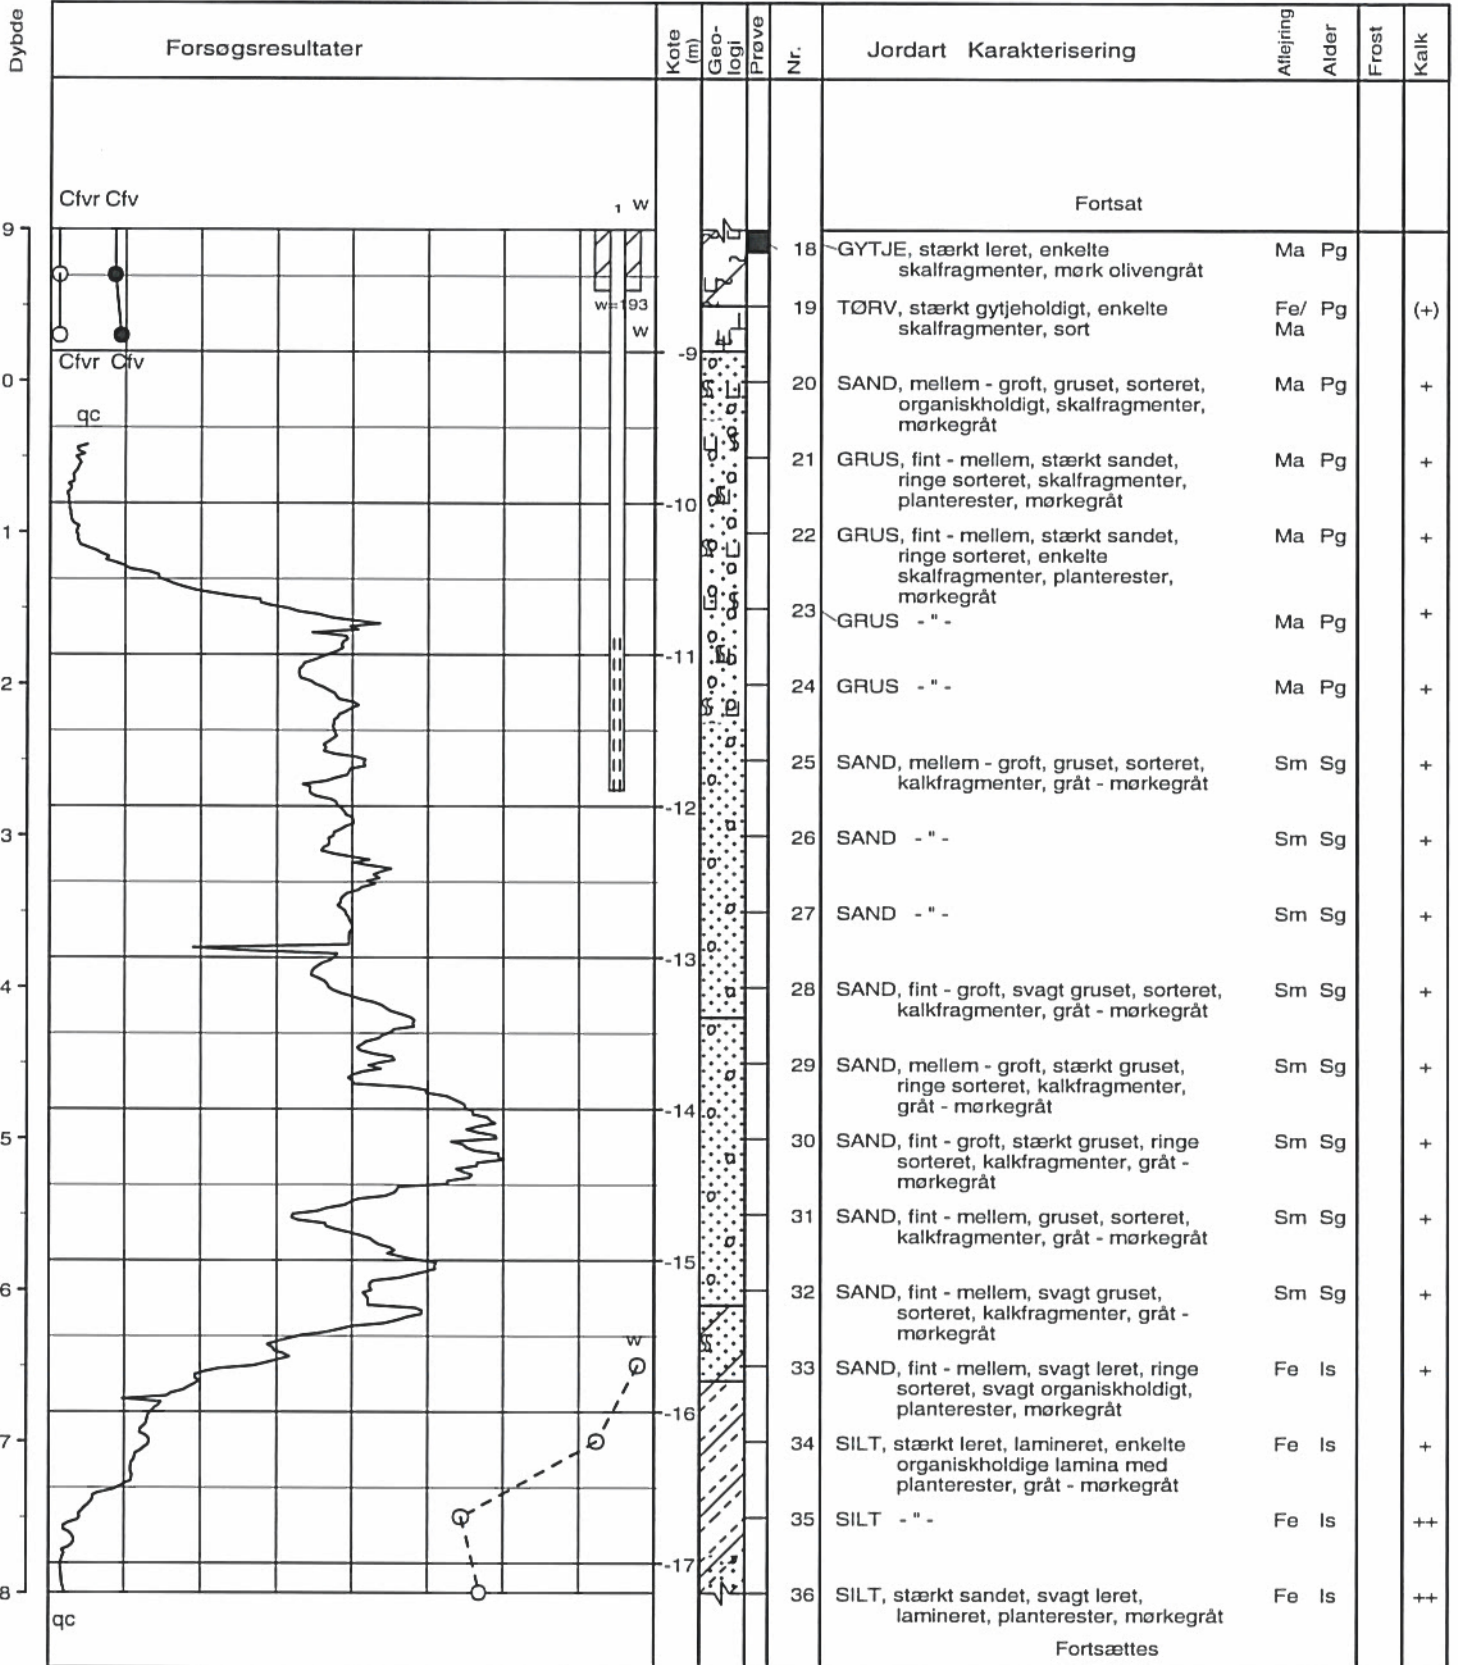 Dybde
Forsøgsresultater
Kote (m)
Geo-logi
Prøve
Nr.
Jordart Karakterisering
Aflejring
Alder
Frost
Kalk
Cfvr Cfv
w
Fortsat
9
18 GYTJE, stærkt leret, enkelte Ma Pg
skalfragmenter, mørk olivengråt
w=193
19 TØRV, stærkt gytjeholdigt, enkelte Fe/ Pg (+)
skalfragmenter, sort Ma
w
Cfvr Cfv
-9
0
20 SAND, mellem - groft, gruset, sorteret, Ma Pg +
organiskholdigt, skalfragmenter,
mørkegråt
qc
21 GRUS, fint - mellem, stærkt sandet, Ma Pg +
ringe sorteret, skalfragmenter,
planterester, mørkegråt
-10
1
22 GRUS, fint - mellem, stærkt sandet, Ma Pg +
ringe sorteret, enkelte
skalfragmenter, planterester,
mørkegråt
23 GRUS - " - Ma Pg +
-11
2
24 GRUS - " - Ma Pg +
25 SAND, mellem - groft, gruset, sorteret, Sm Sg +
kalkfragmenter, gråt - mørkegråt
-12
3
26 SAND - " - Sm Sg +
27 SAND - " - Sm Sg +
-13
4
28 SAND, fint - groft, svagt gruset, sorteret, Sm Sg +
kalkfragmenter, gråt - mørkegråt
29 SAND, mellem - groft, stærkt gruset, Sm Sg +
ringe sorteret, kalkfragmenter,
gråt - mørkegråt
-14
5
30 SAND, fint - groft, stærkt gruset, ringe Sm Sg +
sorteret, kalkfragmenter, gråt -
mørkegråt
31 SAND, fint - mellem, gruset, sorteret, Sm Sg +
kalkfragmenter, gråt - mørkegråt
-15
6
32 SAND, fint - mellem, svagt gruset, Sm Sg +
sorteret, kalkfragmenter, gråt -
mørkegråt
w
33 SAND, fint - mellem, svagt leret, ringe Fe Is +
sorteret, svagt organiskholdigt,
planterester, mørkegråt
-16
7
34 SILT, stærkt leret, lamineret, enkelte Fe Is +
organiskholdige lamina med
planterester, gråt - mørkegråt
35 SILT - " - Fe Is ++
-17
8
36 SILT, stærkt sandet, svagt leret, Fe Is ++
lamineret, planterester, mørkegråt
qc
Fortsættes